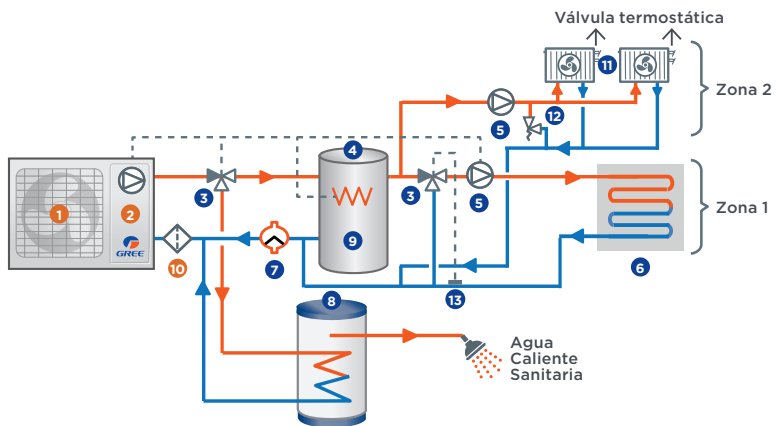 Válvula termostática
11
Zona 2
5
12
4
1
2
3
3
5
Zona 1
9
GREE
10
7
6
8
13
Agua
Caliente
Sanitaria